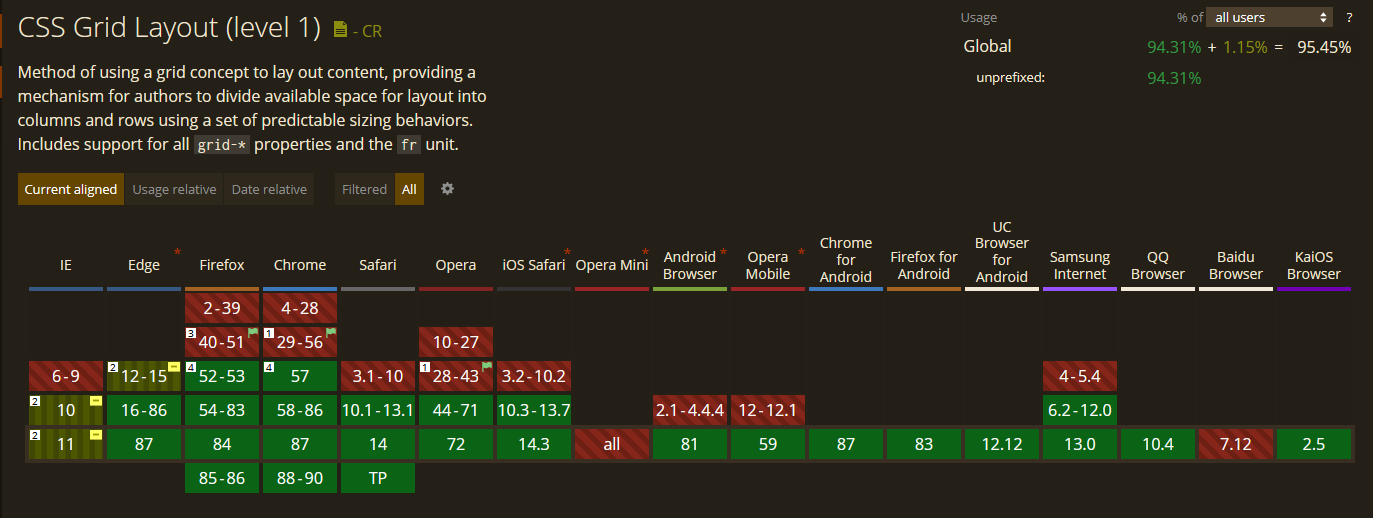 CSS Grid Layout (level 1) - CR
Usage % of all users ?
Global 94.31% + 1.15% = 95.45%
unprefixed: 94.31%
Method of using a grid concept to lay out content, providing a
mechanism for authors to divide available space for layout into
columns and rows using a set of predictable sizing behaviors.
Includes support for all grid-* properties and the fr unit.
Current aligned Usage relative Date relative Filtered All
IE Edge * Firefox Chrome Safari Opera iOS Safari * Opera Mini * Android Browser * Opera Mobile * Chrome for Android Firefox for Android UC Browser for Android Samsung Internet QQ Browser Baidu Browser KaiOS Browser
2-39 4-28
3 40-51 1 29-56 10-27
6-9 2 12-15 4 52-53 4 57 3.1-10 1 28-43 3.2-10.2 4-5.4
2 10 16-86 54-83 58-86 10.1-13.1 44-71 10.3-13.7 2.1-4.4.4 12-12.1 6.2-12.0
2 11 87 84 87 14 72 14.3 all 81 59 87 83 12.12 13.0 10.4 7.12 2.5
85-86 88-90 TP